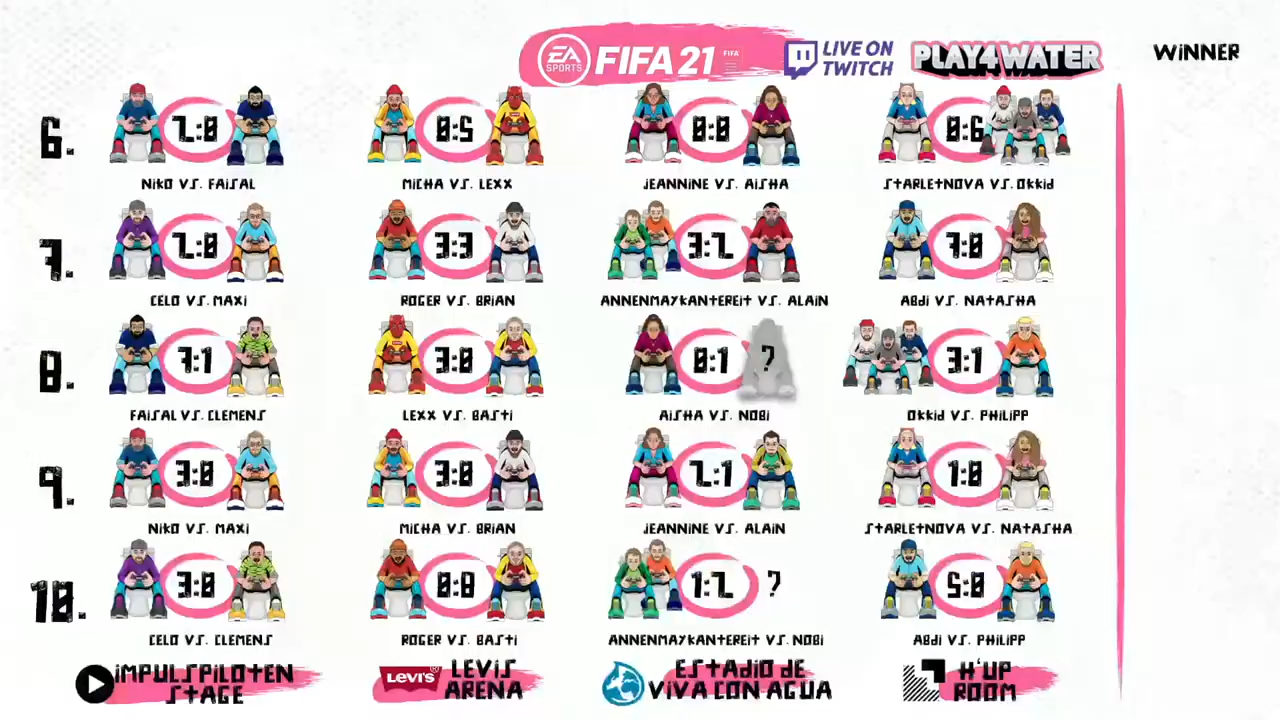 EA SPORTS FIFA 21 FIFA
LIVE ON TWITCH
PLAY4WATER
WINNER
6.
2:0
0:5
0:0
0:6
NIKO VS. FAISAL
MICHA VS. LEXX
JEANNINE VS. AISHA
STARLETNOVA VS. OKKID
7.
2:0
3:3
3:2
7:0
CELO VS. MAXI
ROGER VS. BRIAN
ANNENMAYKANTEREIT VS. ALAIN
ABDI VS. NATASHA
8.
7:1
3:0
0:1 ?
3:1
FAISAL VS. CLEMENS
LEXX VS. BASTI
AISHA VS. NOBI
OKKID VS. PHILIPP
9.
3:0
3:0
2:1
1:0
NIKO VS. MAXI
MICHA VS. BRIAN
JEANNINE VS. ALAIN
STARLETNOVA VS. NATASHA
10.
3:0
0:8
1:2 ?
5:0
CELO VS. CLEMENS
ROGER VS. BASTI
ANNENMAYKANTEREIT VS. NOBI
ABDI VS. PHILIPP
IMPULSPILOTEN
STAGE
LEVI'S
LEVIS
ARENA
ESTADIO DE
VIVA CON AGUA
H'UP
ROOM